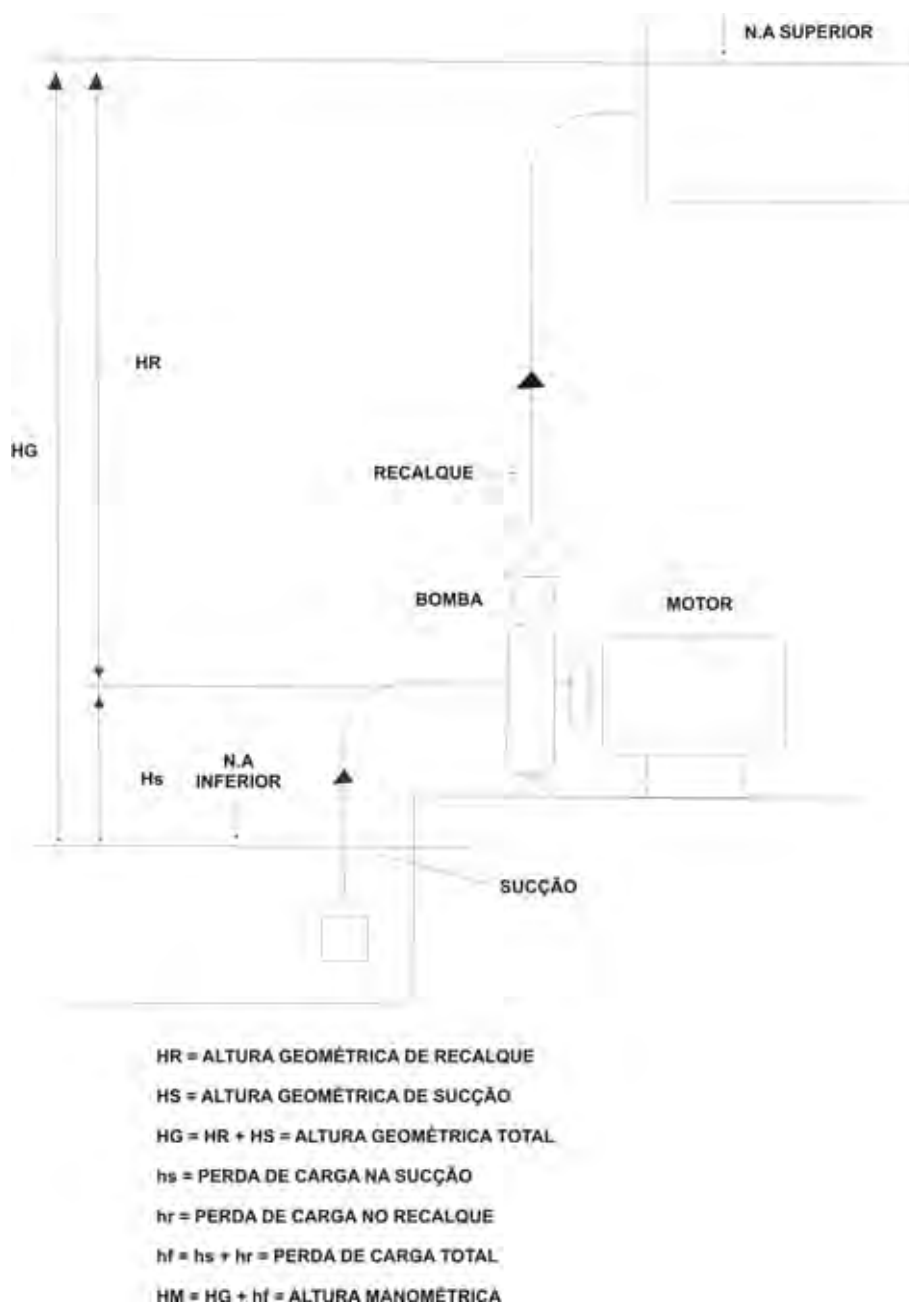 N.A SUPERIOR
HR
HG
RECALQUE
BOMBA
MOTOR
Hs
N.A
INFERIOR
SUCÇÃO
HR = ALTURA GEOMÉTRICA DE RECALQUE
HS = ALTURA GEOMÉTRICA DE SUCÇÃO
HG = HR + HS = ALTURA GEOMÉTRICA TOTAL
hs = PERDA DE CARGA NA SUCÇÃO
hr = PERDA DE CARGA NO RECALQUE
hf = hs + hr = PERDA DE CARGA TOTAL
HM = HG + hf = ALTURA MANOMÉTRICA